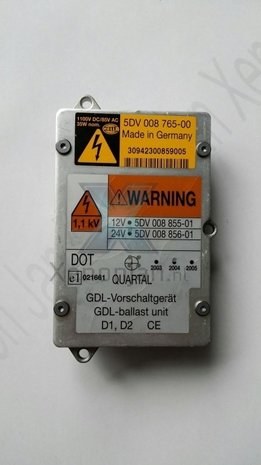 1100V DC/85V AC
35W nom.
5DV 008 765-00
Made in Germany
30942300859005
1,1 kV
WARNING
12V • 5DV 008 855-01
24V • 5DV 008 856-01
DOT
e1 021661
2003 2004 2005
QUARTAL
GDL-Vorschaltgerät
GDL-ballast unit
D1, D2 CE